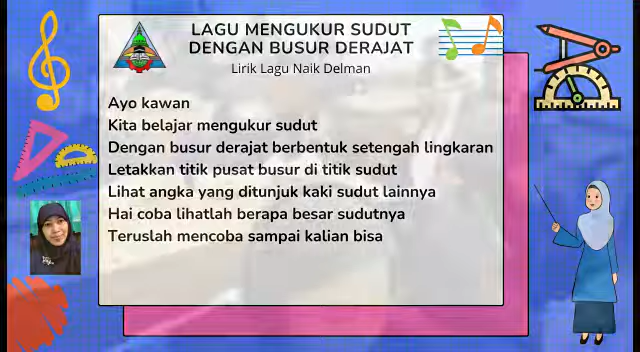 LAGU MENGUKUR SUDUT
DENGAN BUSUR DERAJAT
Lirik Lagu Naik Delman
Ayo kawan
Kita belajar mengukur sudut
Dengan busur derajat berbentuk setengah lingkaran
Letakkan titik pusat busur di titik sudut
Lihat angka yang ditunjuk kaki sudut lainnya
Hai coba lihatlah berapa besar sudutnya
Teruslah mencoba sampai kalian bisa